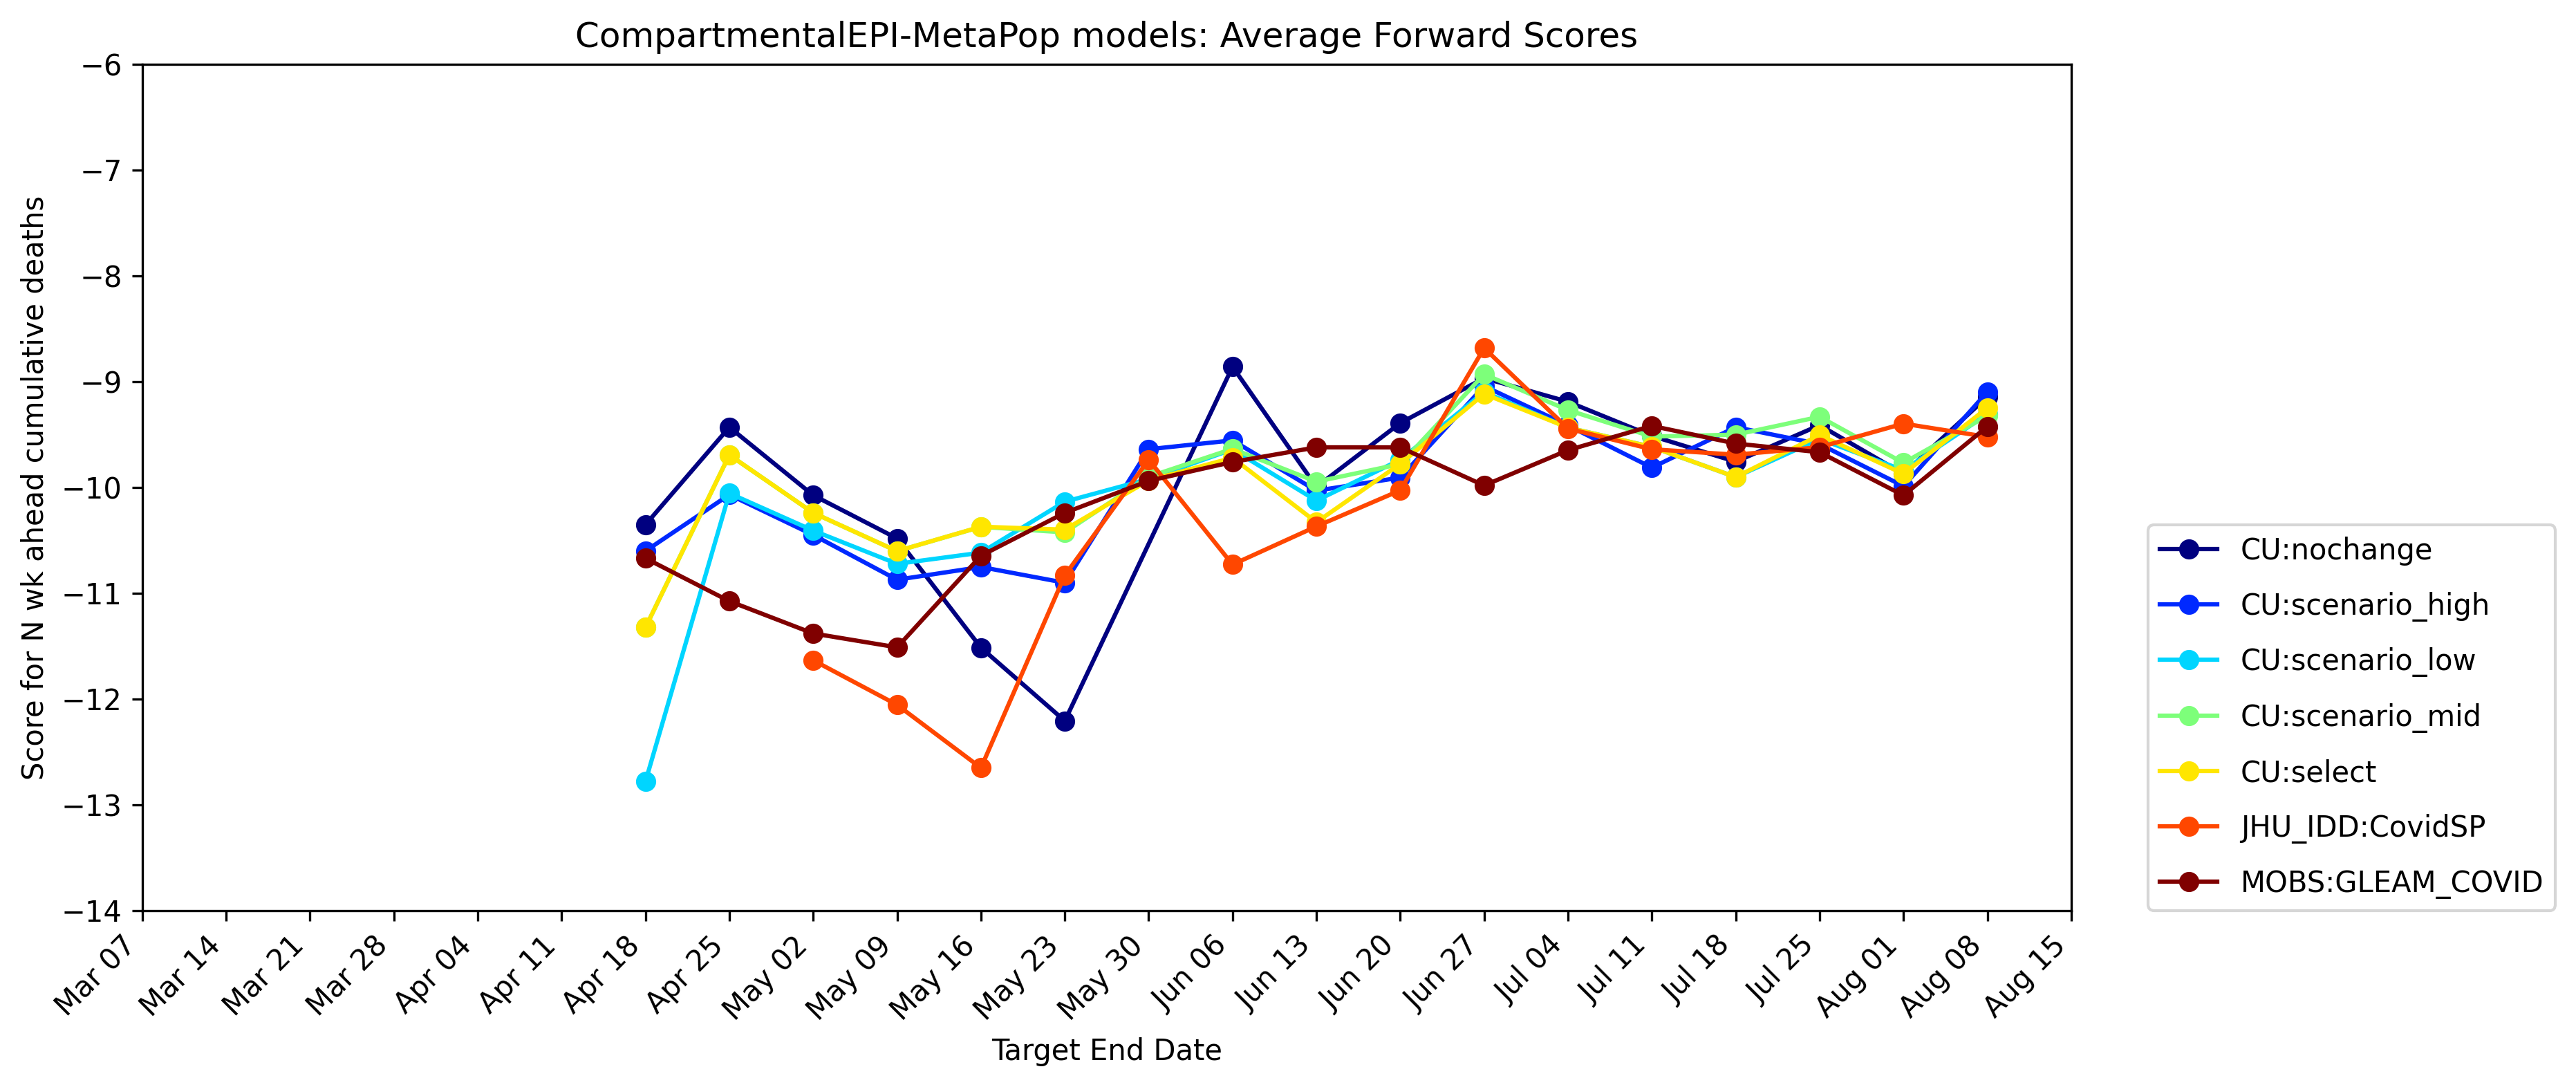 CompartmentalEPI-MetaPop models: Average Forward Scores
Score for N wk ahead cumulative deaths
−6
−7
−8
−9
−10
−11
−12
−13
−14
Mar 07
Mar 14
Mar 21
Mar 28
Apr 04
Apr 11
Apr 18
Apr 25
May 02
May 09
May 16
May 23
May 30
Jun 06
Jun 13
Jun 20
Jun 27
Jul 04
Jul 11
Jul 18
Jul 25
Aug 01
Aug 08
Aug 15
Target End Date
CU:nochange
CU:scenario_high
CU:scenario_low
CU:scenario_mid
CU:select
JHU_IDD:CovidSP
MOBS:GLEAM_COVID